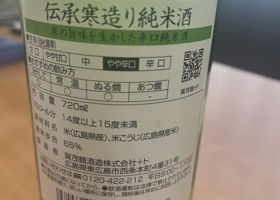 伝承寒造り純米酒
米の旨味を生かした辛口純米酒
甘 やや甘口 中 やや辛口 辛口
おすすめの飲み方
冷して 常温 ぬる燗 あつ燗
720ml
アルコール分 14度以上15度未満
原材料名 米(広島県産)、米こうじ(広島県産米)
精米歩合 65%
賀茂鶴酒造株式会社
広島県東広島市西条本町4番31号
0120-422-212